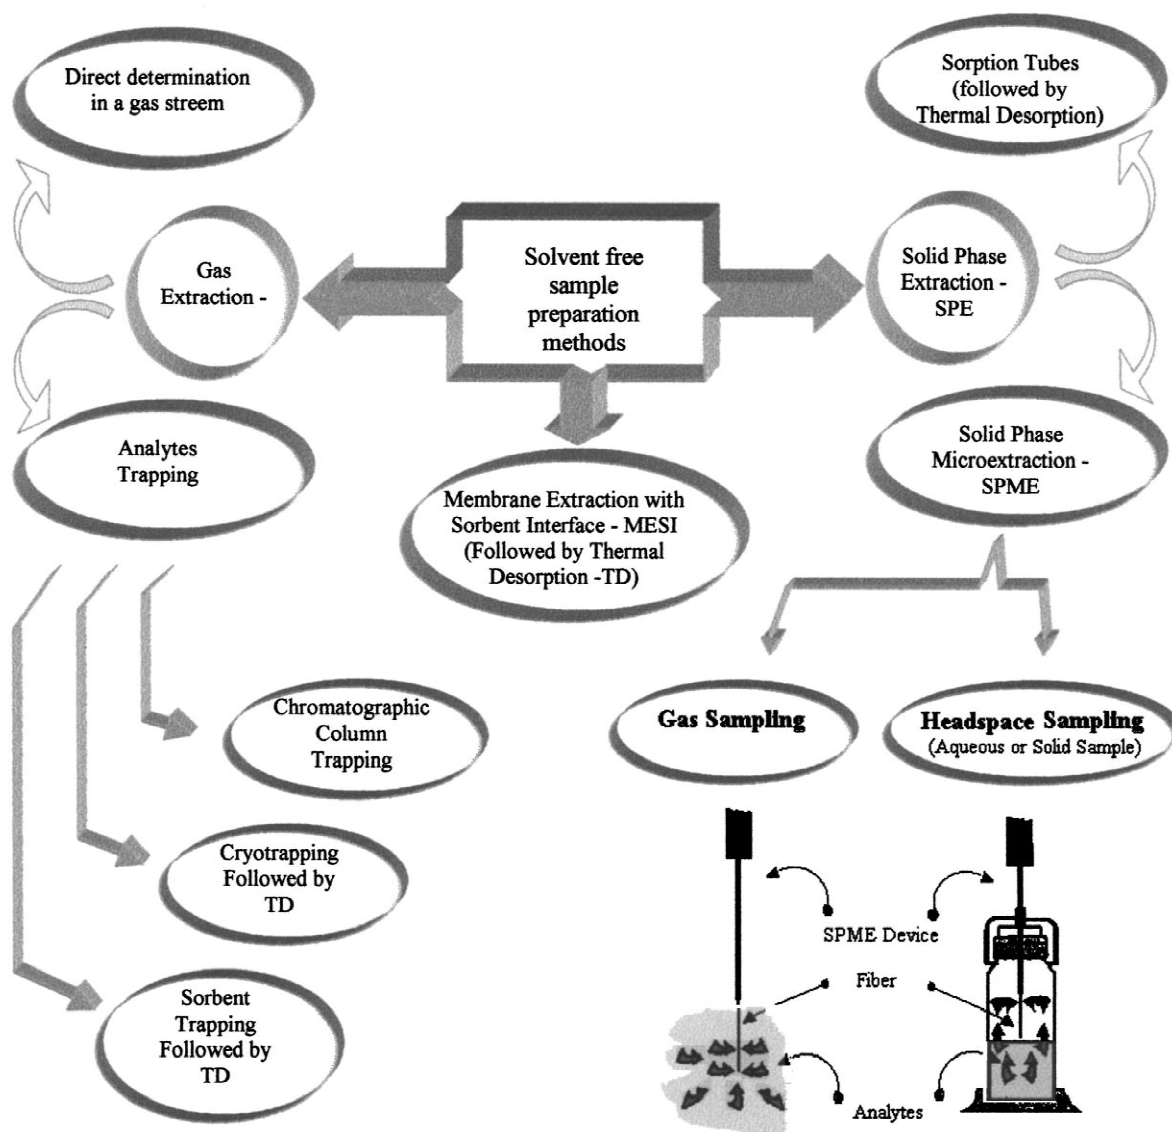 Direct determination
in a gas streem
Sorption Tubes
(followed by
Thermal Desorption)
Gas
Extraction -
Solvent free
sample
preparation
methods
Solid Phase
Extraction -
SPE
Analytes
Trapping
Membrane Extraction with
Sorbent Interface - MESI
(Followed by Thermal
Desorption -TD)
Solid Phase
Microextraction -
SPME
Chromatographic
Column
Trapping
Gas Sampling
Headspace Sampling
(Aqueous or Solid Sample)
Cryotrapping
Followed by
TD
SPME Device
Fiber
Sorbent
Trapping
Followed by
TD
Analytes